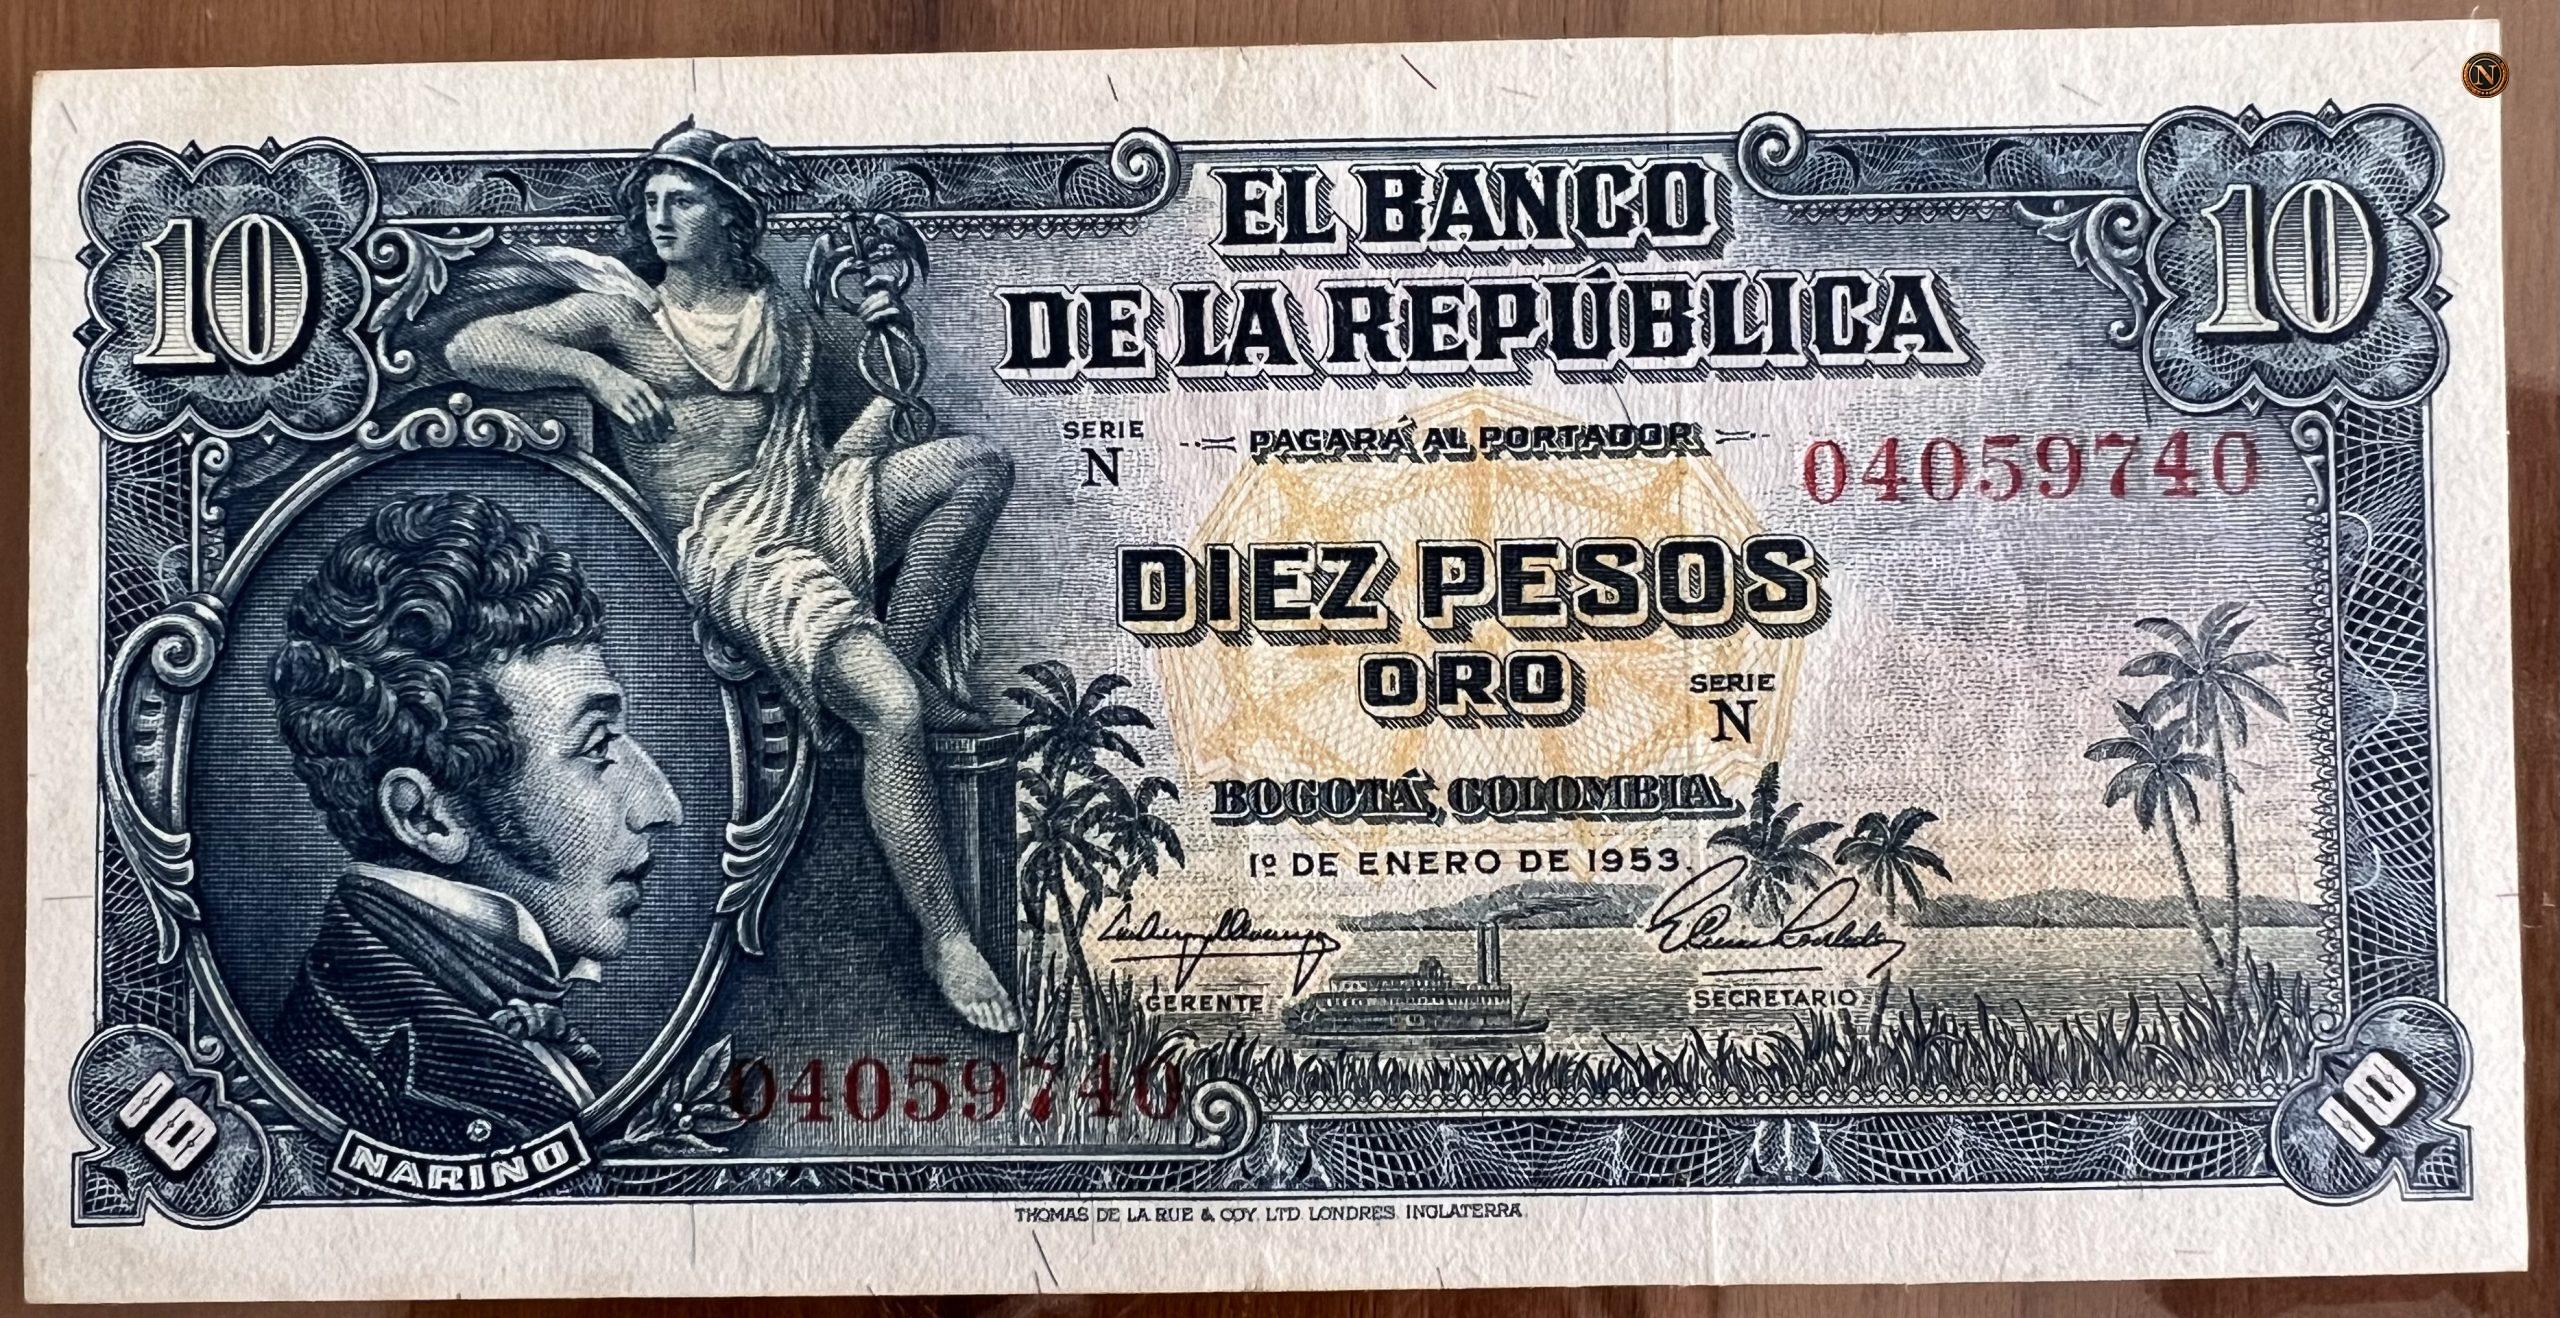 N
10
10
EL BANCO
DE LA REPÚBLICA
SERIE
N
PAGARÁ AL PORTADOR
04059740
DIEZ PESOS
ORO
SERIE
N
BOGOTÁ, COLOMBIA
1º DE ENERO DE 1953.
GERENTE
SECRETARIO
04059740
10
NARIÑO
10
THOMAS DE LA RUE & COY. LTD. LONDRES. INGLATERRA.